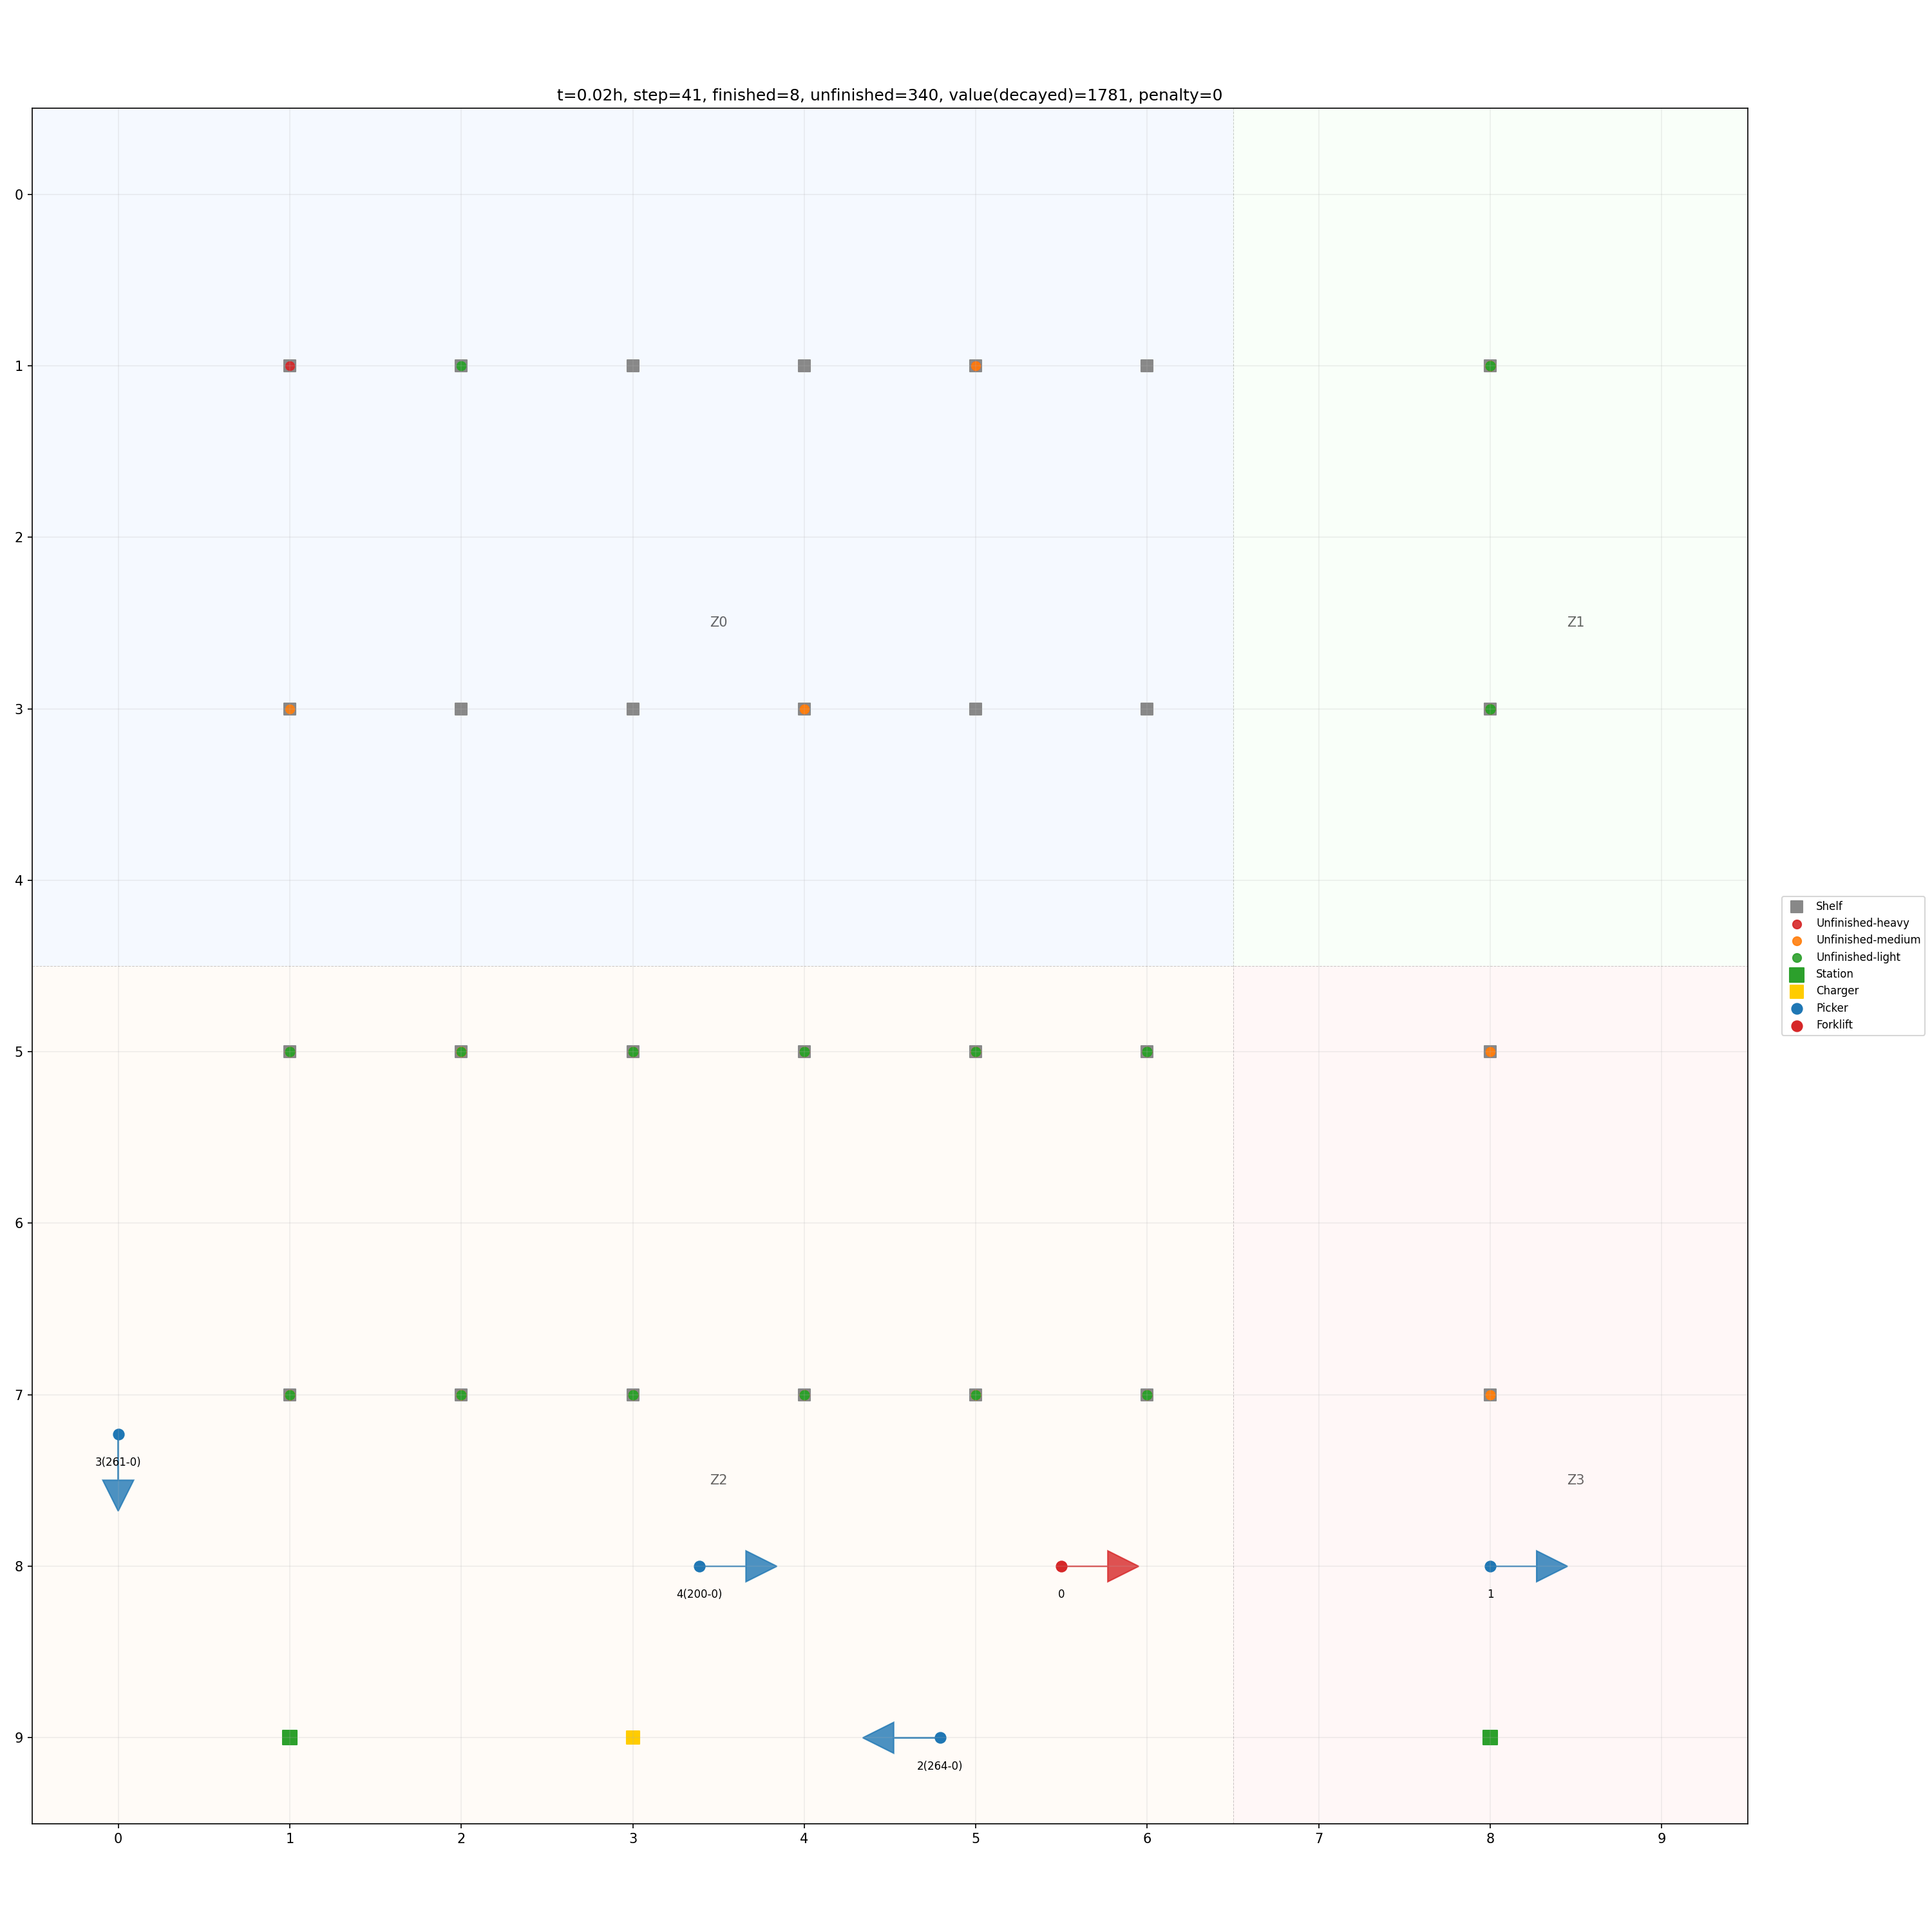 t=0.02h, step=41, finished=8, unfinished=340, value(decayed)=1781, penalty=0
0
1
2
Z0
Z1
3
4
Shelf
Unfinished-heavy
Unfinished-medium
Unfinished-light
Station
Charger
Picker
Forklift
5
6
7
3(261-0)
Z2
Z3
8
4(200-0)
0
1
9
2(264-0)
0 1 2 3 4 5 6 7 8 9